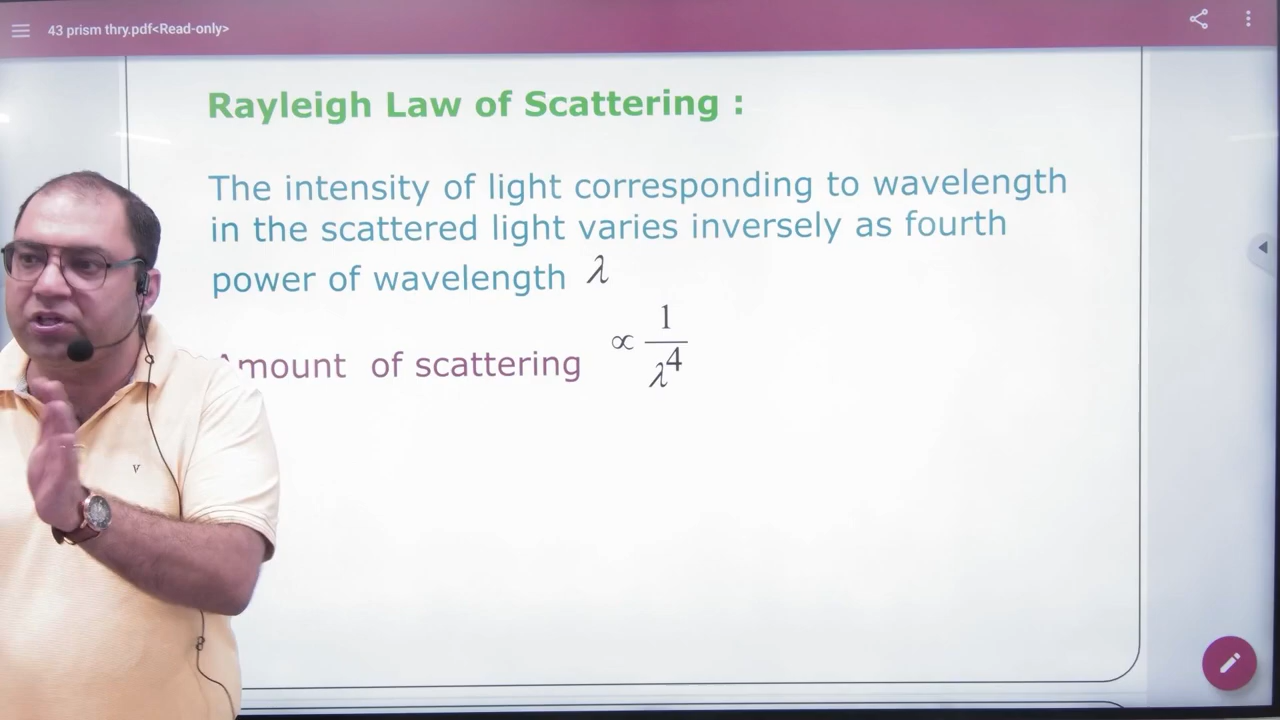 43 prism thry.pdf<Read-only>
Rayleigh Law of Scattering :
The intensity of light corresponding to wavelength
in the scattered light varies inversely as fourth
power of wavelength λ
Amount of scattering ∝ 1/λ⁴
V